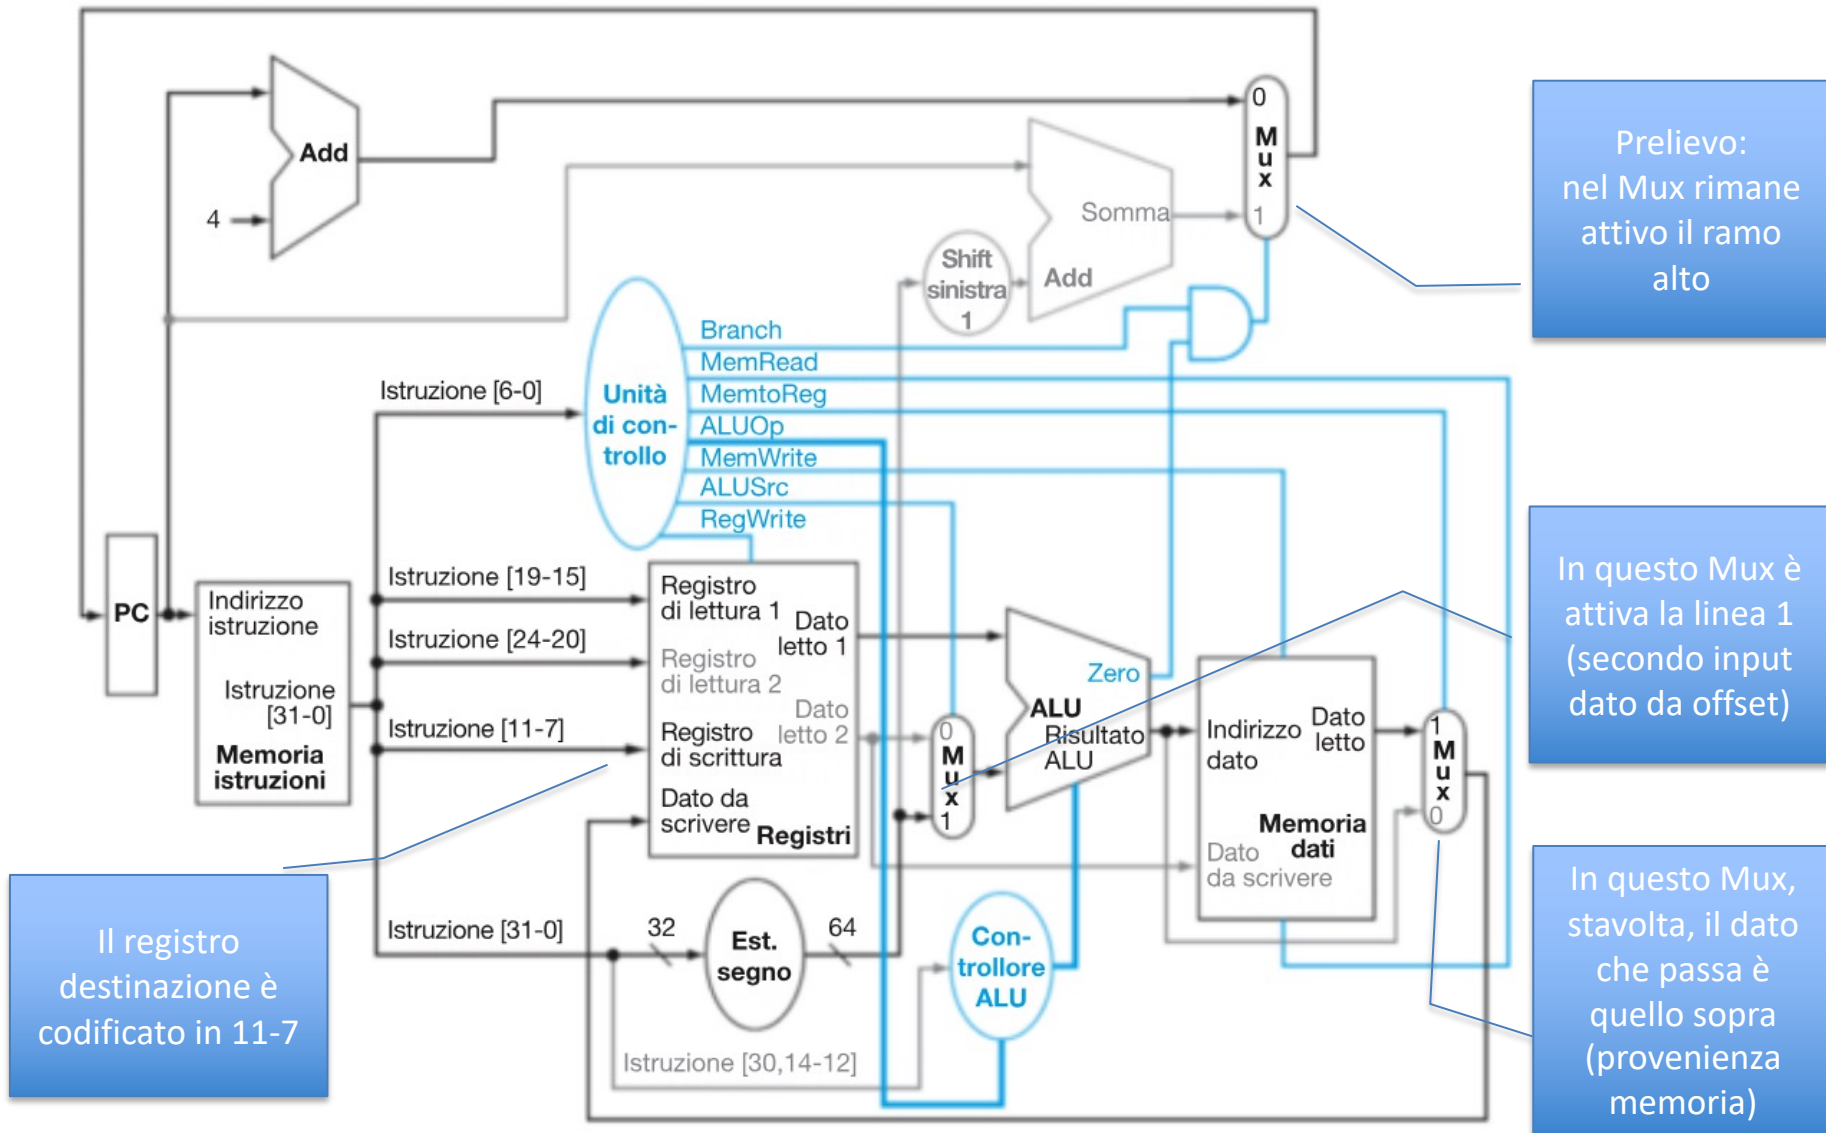 0
M
u
x
1
Add
4
Somma
Add
Shift
sinistra
1
Prelievo:
nel Mux rimane
attivo il ramo
alto
Branch
MemRead
MemtoReg
ALUOp
MemWrite
ALUSrc
RegWrite
Unità
di con-
trollo
Istruzione [6-0]
Istruzione [19-15]
Istruzione [24-20]
Istruzione [11-7]
PC
Indirizzo
istruzione
Istruzione
[31-0]
Memoria
istruzioni
Registro
di lettura 1
Registro
di lettura 2
Registro
di scrittura
Dato da
scrivere
Registri
Dato
letto 1
Dato
letto 2
0
M
u
x
1
Zero
ALU
Risultato
ALU
Indirizzo
dato
Dato
letto
Memoria
dati
Dato
da scrivere
1
M
u
x
0
In questo Mux è
attiva la linea 1
(secondo input
dato da offset)
Il registro
destinazione è
codificato in 11-7
Istruzione [31-0]
32
Est.
segno
64
Con-
trollore
ALU
Istruzione [30,14-12]
In questo Mux,
stavolta, il dato
che passa è
quello sopra
(provenienza
memoria)